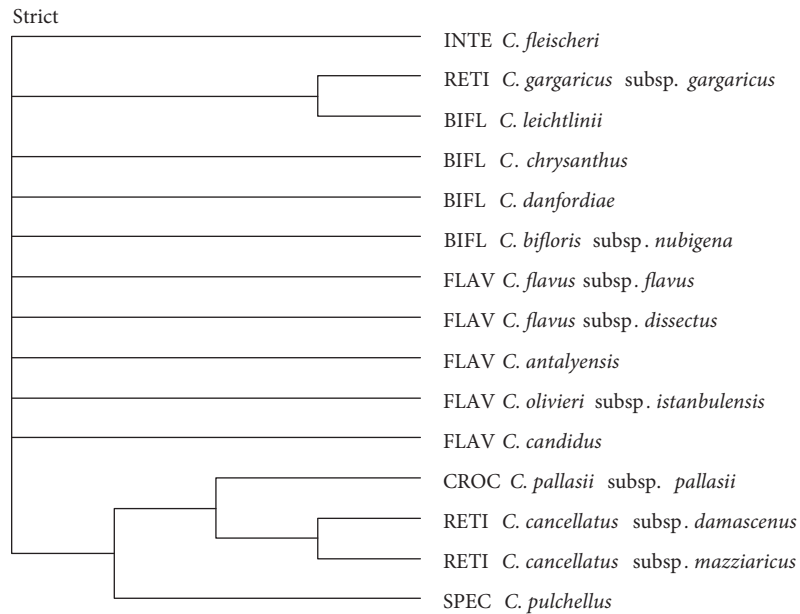 Strict
INTE C. fleischeri
RETI C. gargaricus subsp. gargaricus
BIFL C. leichtlinii
BIFL C. chrysanthus
BIFL C. danfordiae
BIFL C. bifloris subsp. nubigena
FLAV C. flavus subsp. flavus
FLAV C. flavus subsp. dissectus
FLAV C. antalyensis
FLAV C. olivieri subsp. istanbulensis
FLAV C. candidus
CROC C. pallasii subsp. pallasii
RETI C. cancellatus subsp. damascenus
RETI C. cancellatus subsp. mazziaricus
SPEC C. pulchellus